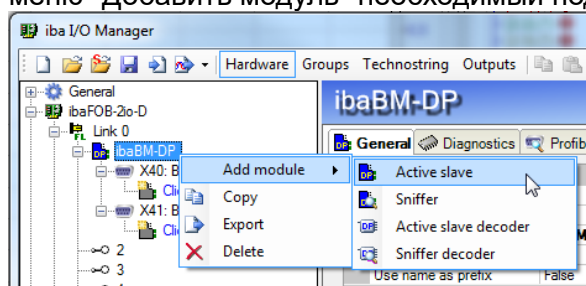 меню "Добавить модуль" необходимый
iba I/O Manager
Hardware Groups Technostring Outputs
General
ibaFOB-2io-D
Link 0
ibaBM-DP
X40: B
Cli
X41: B
Cli
2
3
Add module
Copy
Export
Delete
ibaBM-DP
General Diagnostics Profib
Active slave
Sniffer
Active slave decoder
Sniffer decoder
Use name as prefix False